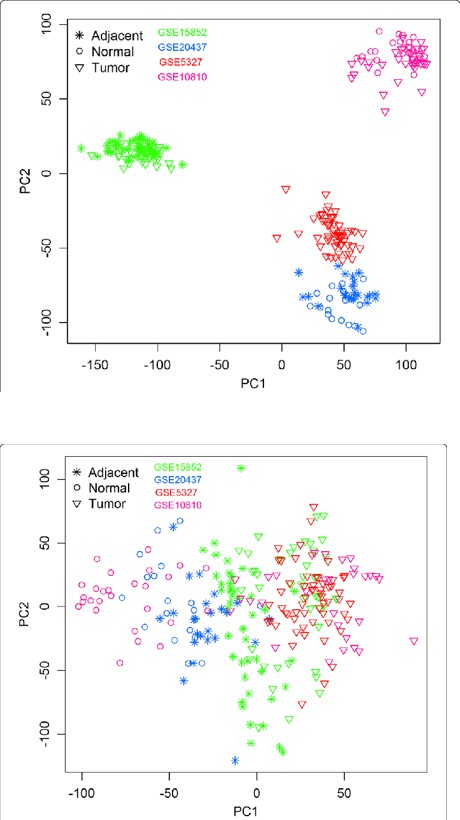 100
50
0
-50
-100
PC2
Adjacent
Normal
Tumor
GSE15852
GSE20437
GSE5327
GSE10810
-150
-100
-50
0
50
100
PC1
100
50
0
-50
-100
PC2
Adjacent
Normal
Tumor
GSE15852
GSE20437
GSE5327
GSE10810
-100
-50
0
50
PC1